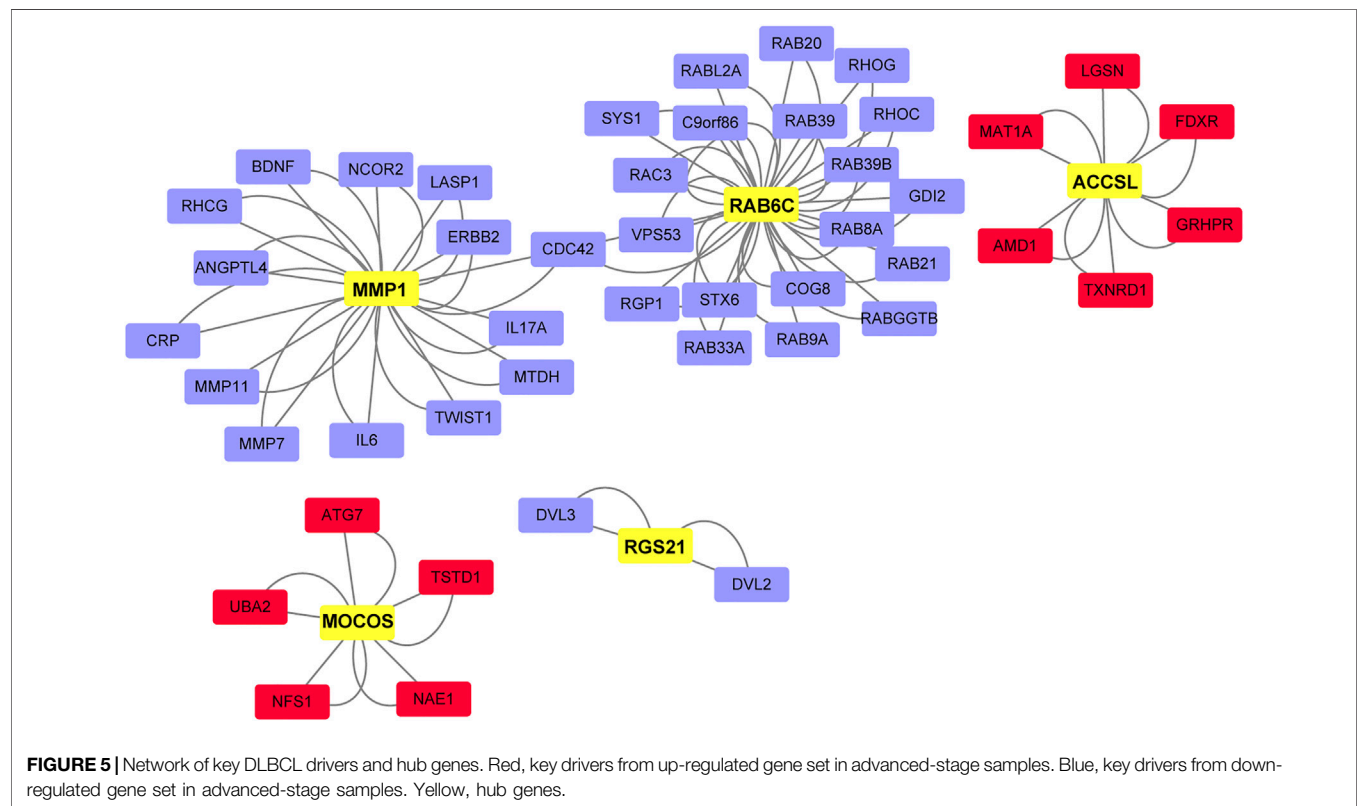 RAB20
RABL2A
RHOG
LGSN
SYS1
C9orf86
RAB39
RHOC
MAT1A
FDXR
BDNF
NCOR2
LASP1
RAC3
RAB39B
ACCSL
RHCG
RAB6C
GDI2
ERBB2
VPS53
RAB8A
GRHPR
CDC42
AMD1
ANGPTL4
RAB21
MMP1
TXNRD1
RGP1
STX6
COG8
CRP
IL17A
RABGGTB
RAB33A
RAB9A
MMP11
MTDH
TWIST1
MMP7
IL6
ATG7
DVL3
RGS21
TSTD1
DVL2
UBA2
MOCOS
NFS1
NAE1
FIGURE 5 | Network of key DLBCL drivers and hub genes. Red, key drivers from up-regulated gene set in advanced-stage samples. Blue, key drivers from down-
regulated gene set in advanced-stage samples. Yellow, hub genes.